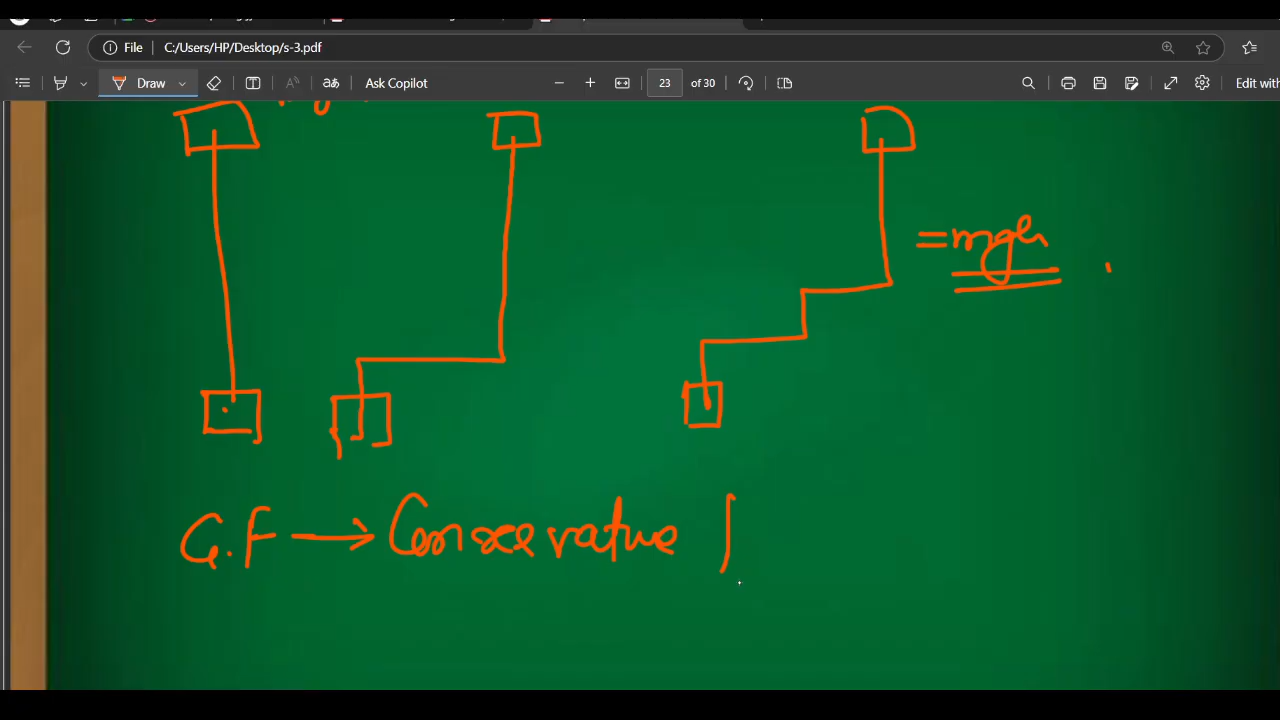 File C:/Users/HP/Desktop/s-3.pdf
Draw Ask Copilot 23 of 30 Edit with
= mgh
G.F → Conservative